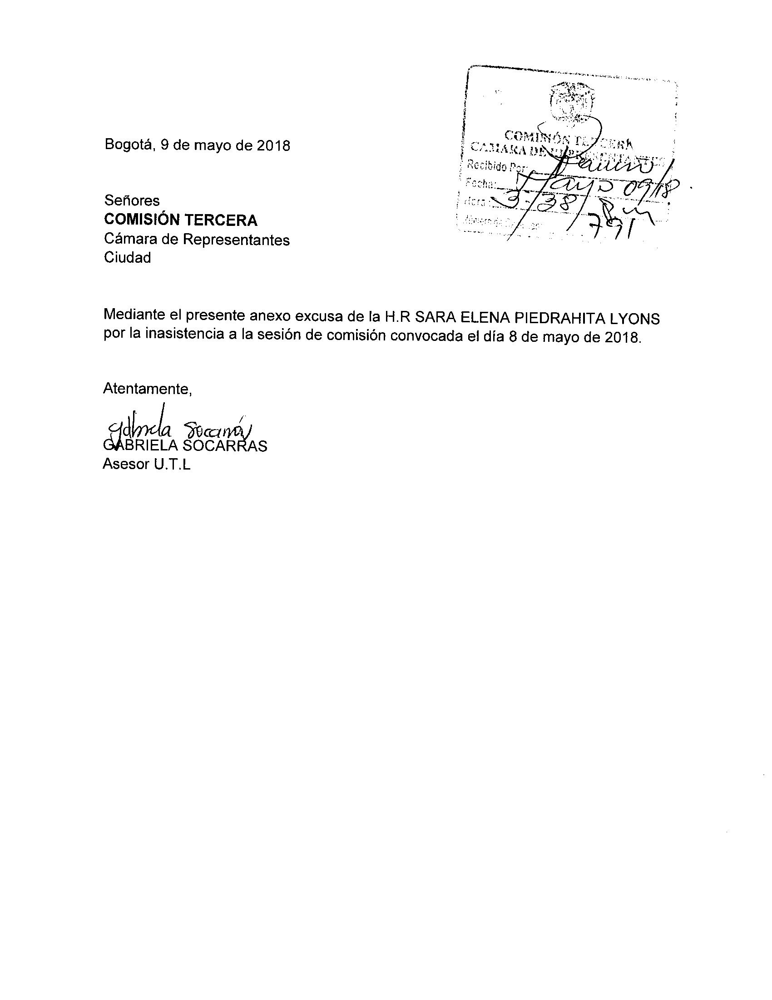 Bogotá, 9 de mayo de 2018
COMISIÓN TERCERA
CAMARA DE REPRESENTANTES
Recibido Por:
Fecha: Mayo 09/18
Hora: 3-38 Pm
791
Señores
COMISIÓN TERCERA
Cámara de Representantes
Ciudad
Mediante el presente anexo excusa de la H.R SARA ELENA PIEDRAHITA LYONS
por la inasistencia a la sesión de comisión convocada el día 8 de mayo de 2018.
Atentamente,
Gabriela Socarrás
GABRIELA SOCARRAS
Asesor U.T.L